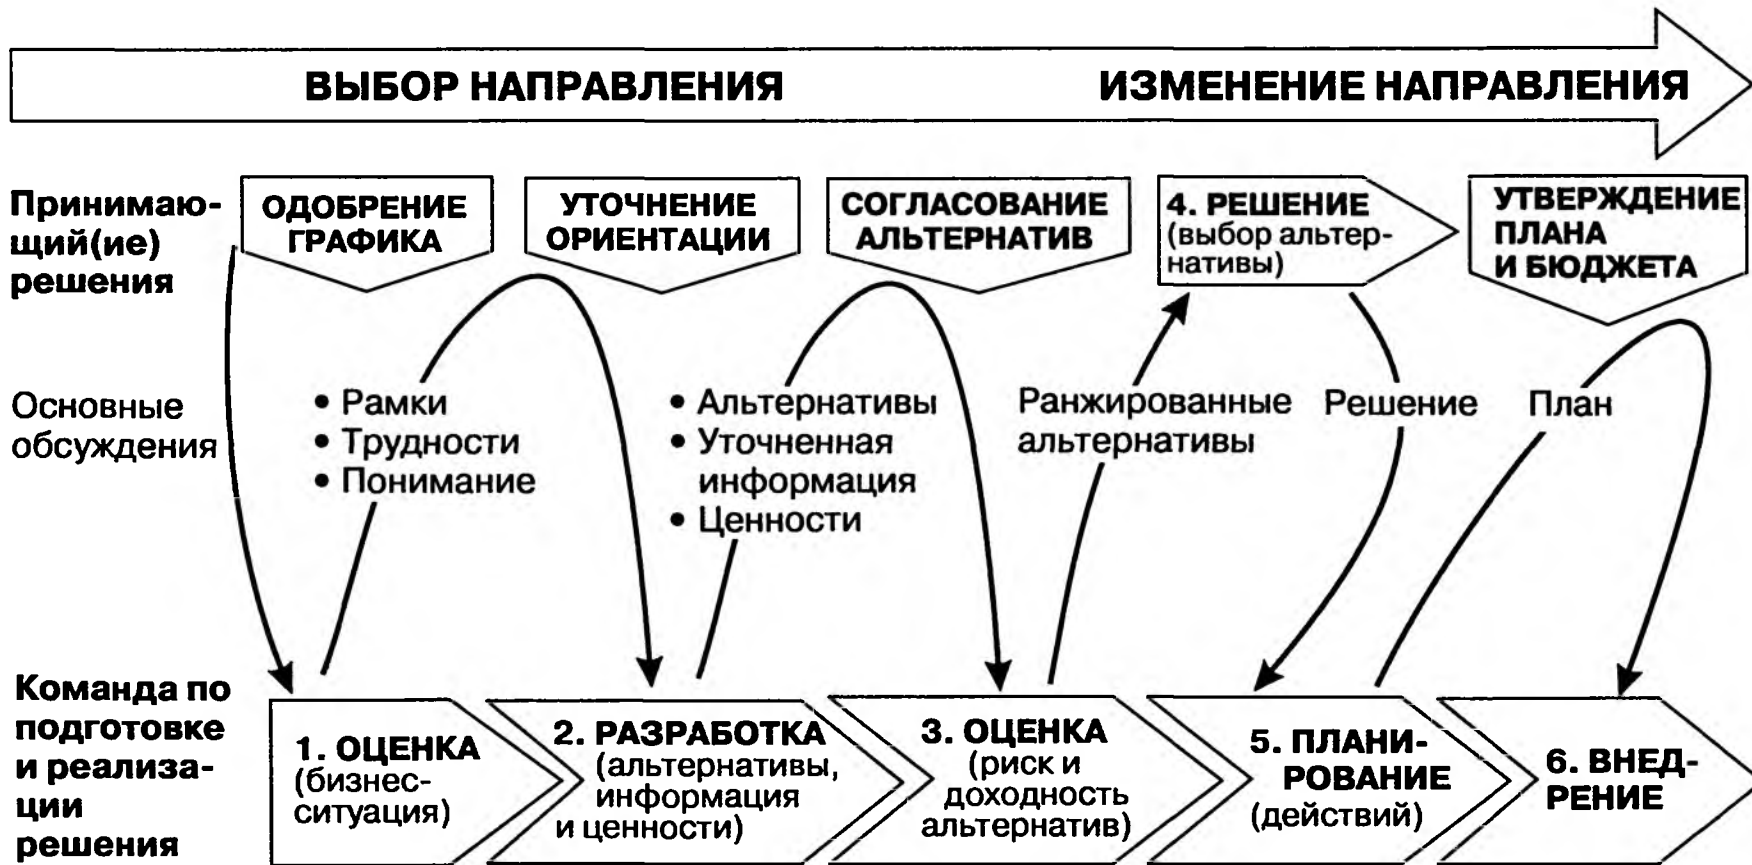 ВЫБОР НАПРАВЛЕНИЯ
ИЗМЕНЕНИЕ НАПРАВЛЕНИЯ
Принимаю-
щий(ие)
решения
ОДОБРЕНИЕ
ГРАФИКА
УТОЧНЕНИЕ
ОРИЕНТАЦИИ
СОГЛАСОВАНИЕ
АЛЬТЕРНАТИВ
4. РЕШЕНИЕ
(выбор альтер-
нативы)
УТВЕРЖДЕНИЕ
ПЛАНА
И БЮДЖЕТА
Основные
обсуждения
• Рамки
• Трудности
• Понимание
• Альтернативы
• Уточненная
информация
• Ценности
Ранжированные
альтернативы
Решение
План
Команда по
подготовке
и реализа-
ции
решения
1. ОЦЕНКА
(бизнес-
ситуация)
2. РАЗРАБОТКА
(альтернативы,
информация
и ценности)
3. ОЦЕНКА
(риск и
доходность
альтернатив)
5. ПЛАНИ-
РОВАНИЕ
(действий)
6. ВНЕД-
РЕНИЕ